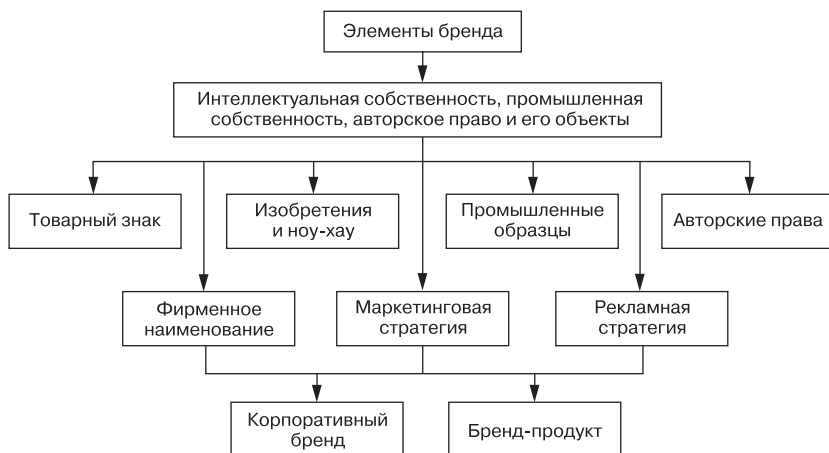 Элементы бренда
Интеллектуальная собственность, промышленная
собственность, авторское право и его объекты
Товарный знак
Изобретения
и ноу-хау
Промышленные
образцы
Авторские права
Фирменное
наименование
Маркетинговая
стратегия
Рекламная
стратегия
Корпоративный
бренд
Бренд-продукт